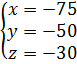 x = −75
y = −50
z = −30